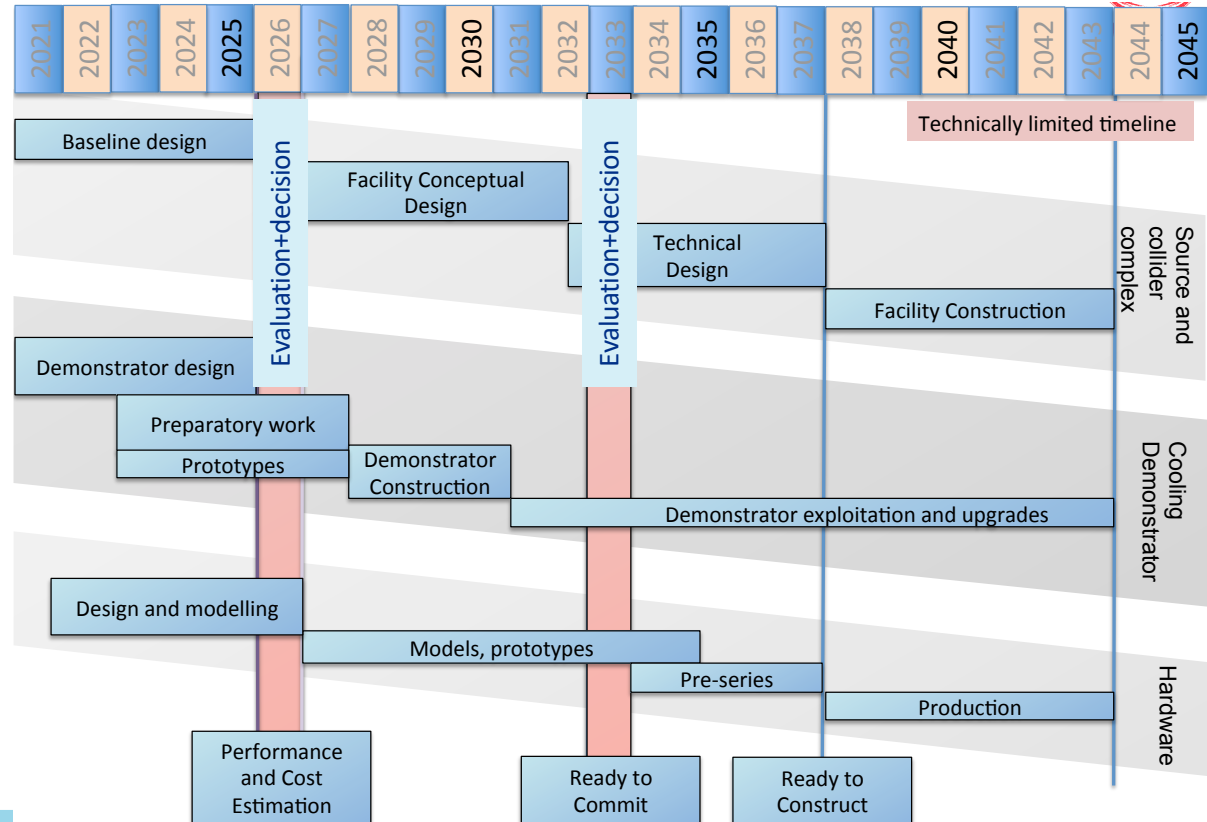 2021
2022
2023
2024
2025
2026
2027
2028
2029
2030
2031
2032
2033
2034
2035
2036
2037
2038
2039
2040
2041
2042
2043
2044
2045
Technically limited timeline
Baseline design
Evaluation+decision
Facility Conceptual
Design
Evaluation+decision
Technical
Design
Facility Construction
Source and
collider
complex
Demonstrator design
Preparatory work
Prototypes
Demonstrator
Construction
Demonstrator exploitation and upgrades
Cooling
Demonstrator
Design and modelling
Models, prototypes
Pre-series
Production
Hardware
Performance
and Cost
Estimation
Ready to
Commit
Ready to
Construct